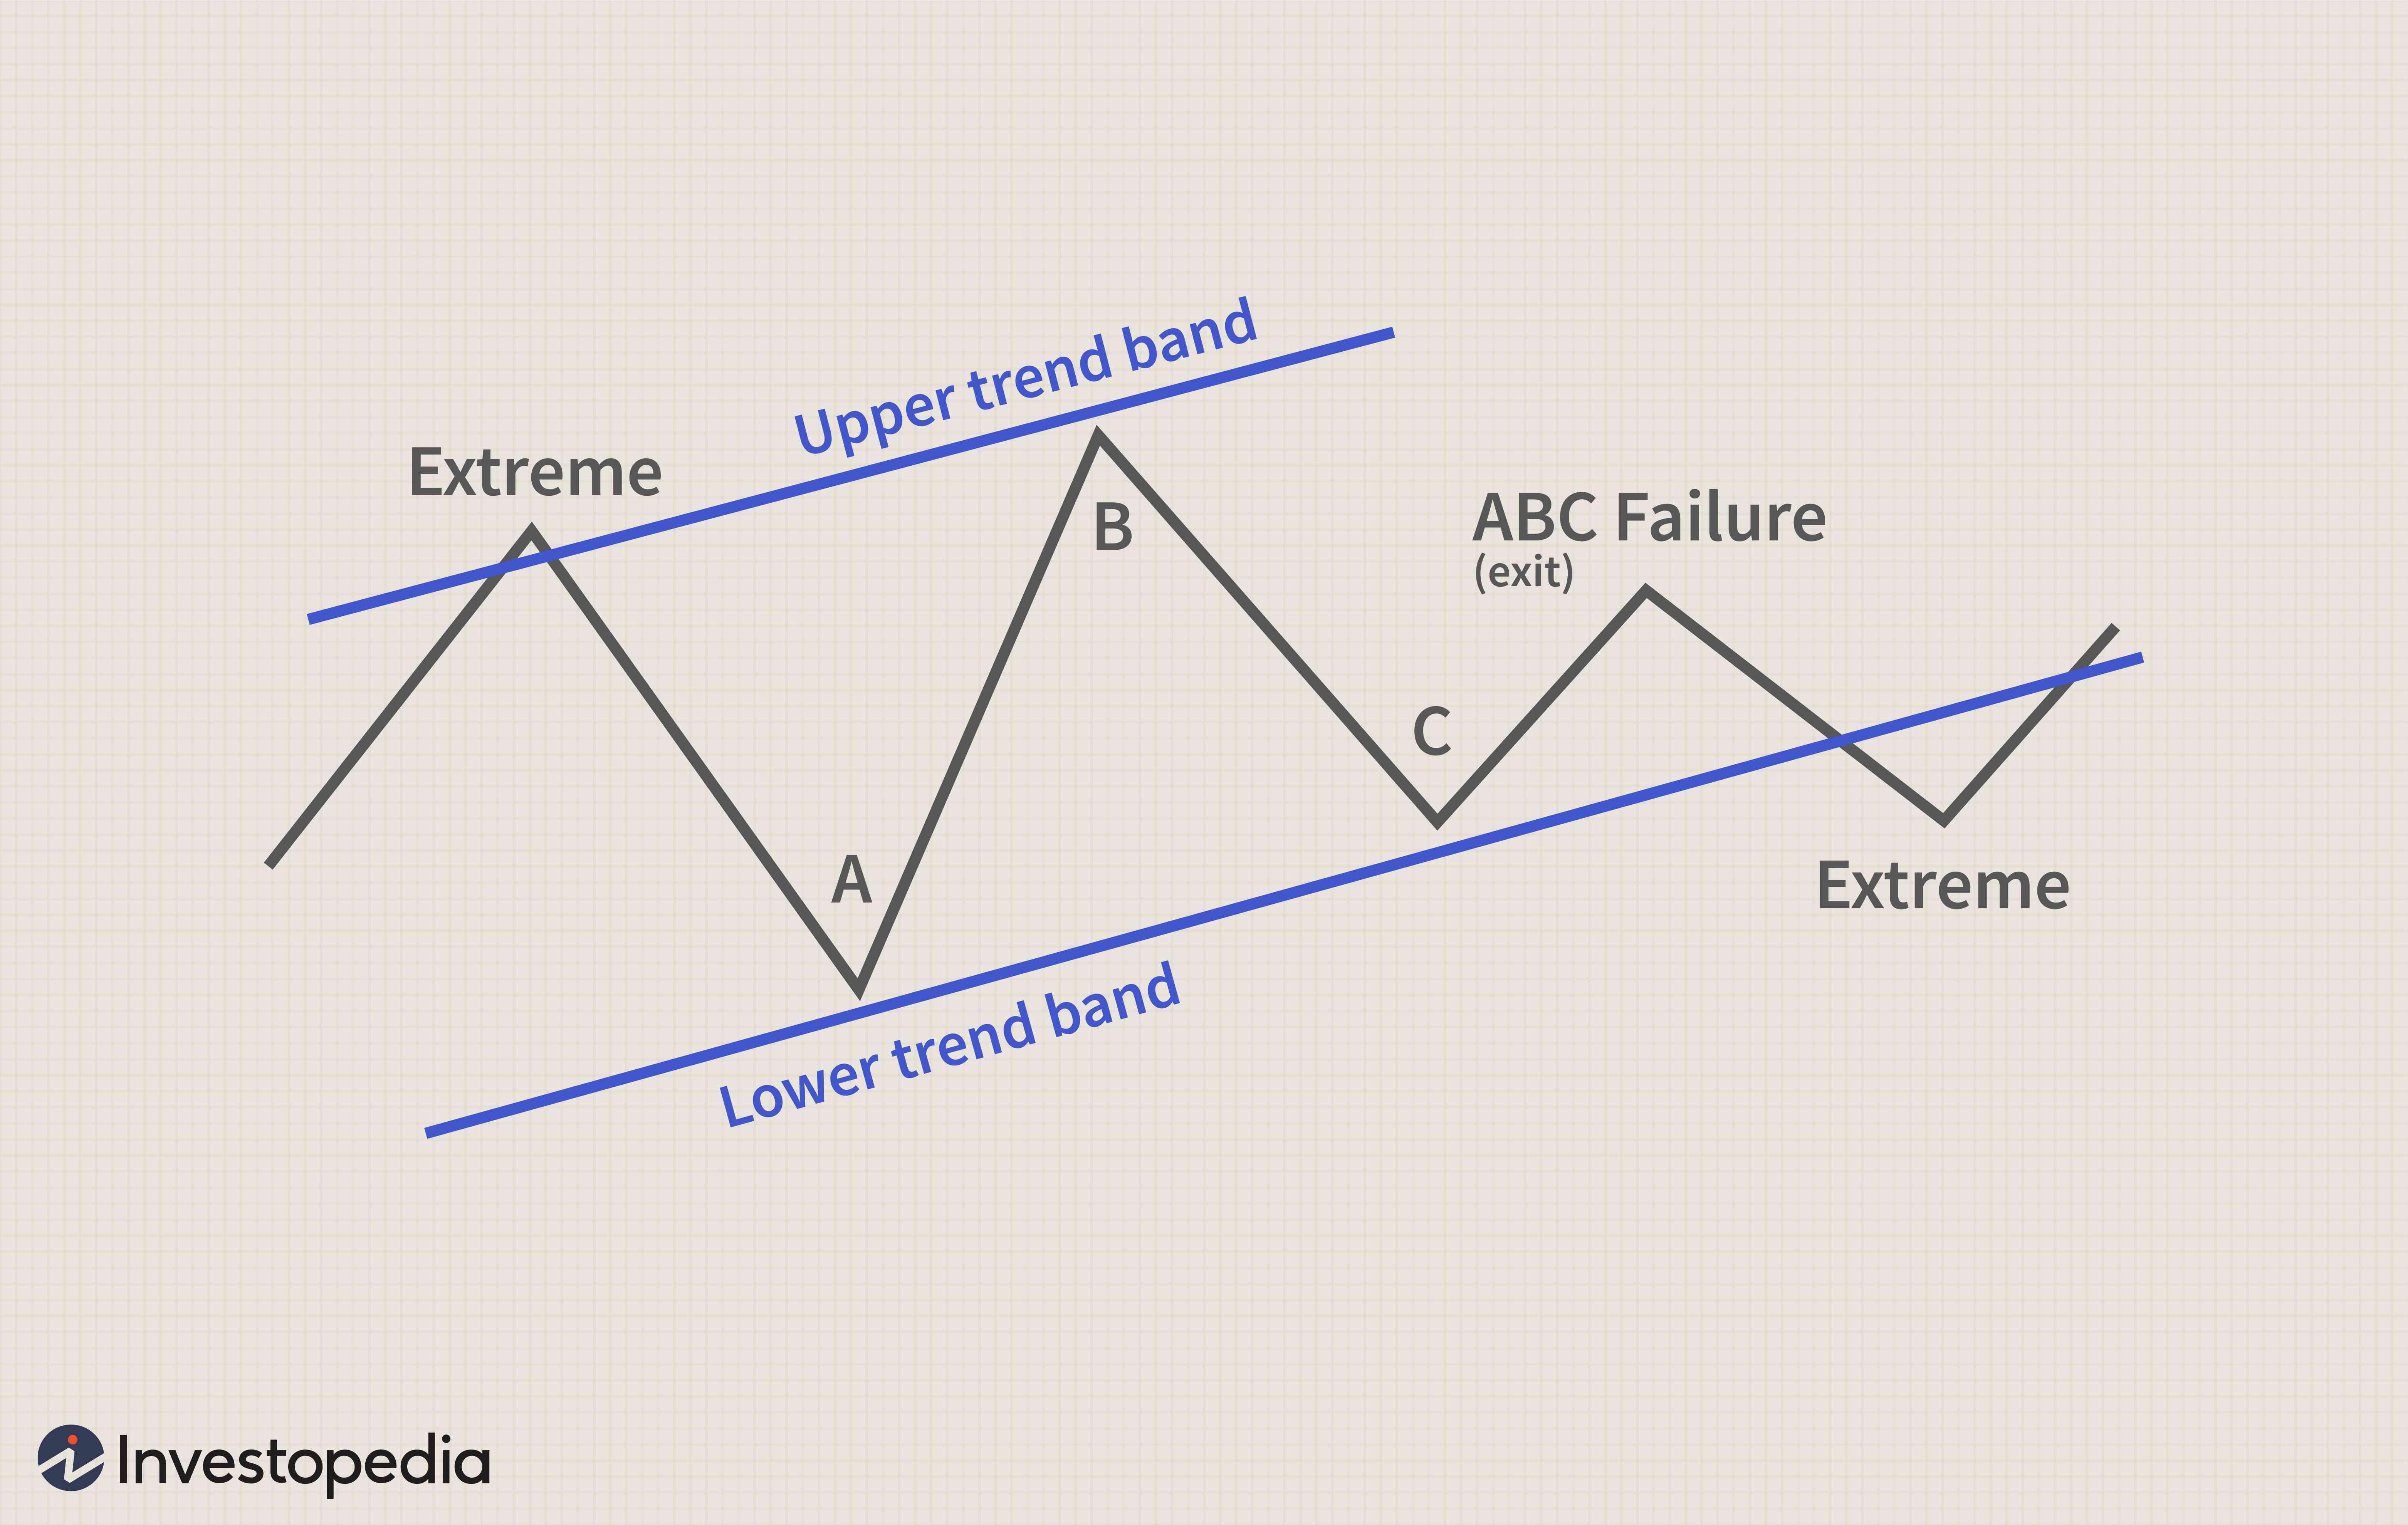 Upper trend band
Extreme
B
ABC Failure
(exit)
C
A
Extreme
Lower trend band
Investopedia